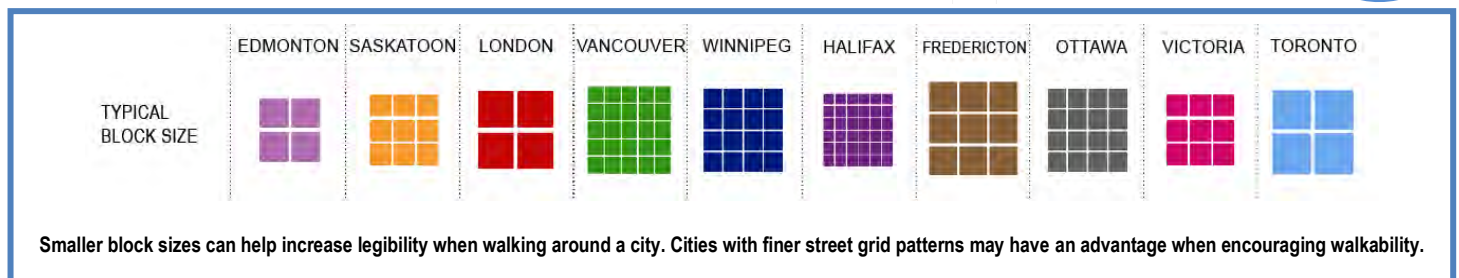 EDMONTON SASKATOON LONDON VANCOUVER WINNIPEG HALIFAX FREDERICTON OTTAWA VICTORIA TORONTO
TYPICAL
BLOCK SIZE
Smaller block sizes can help increase legibility when walking around a city. Cities with finer street grid patterns may have an advantage when encouraging walkability.